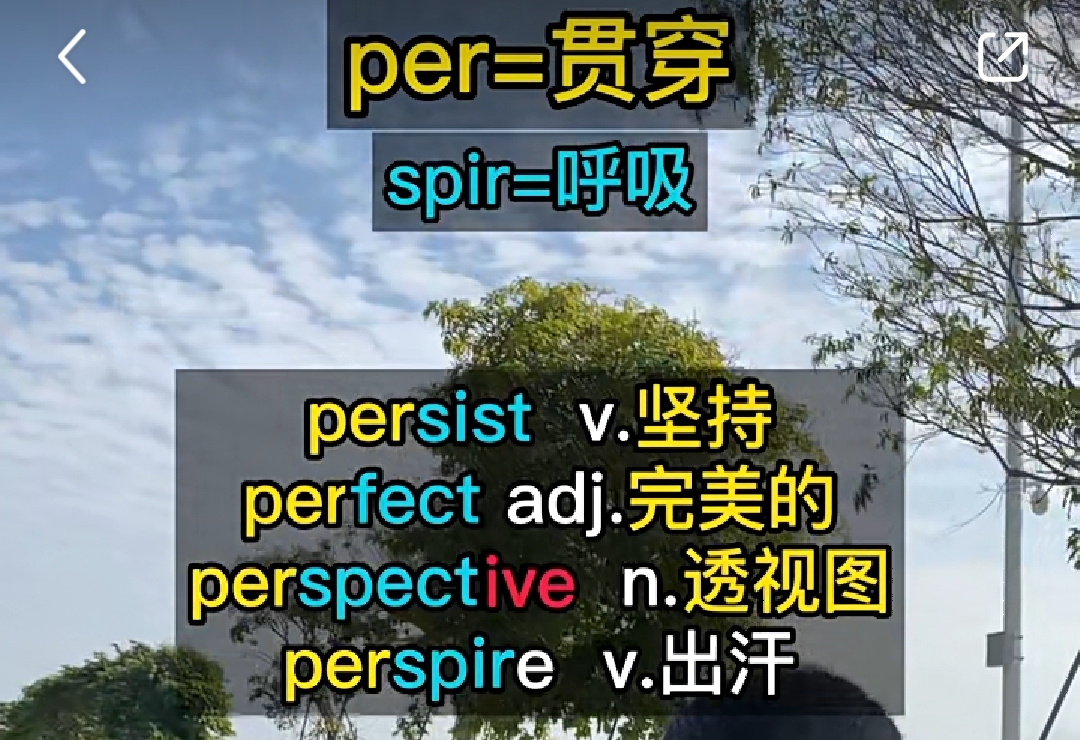 per=贯穿
spir=呼吸
persist v.坚持
perfect adj.完美的
perspective n.透视图
perspire v.出汗